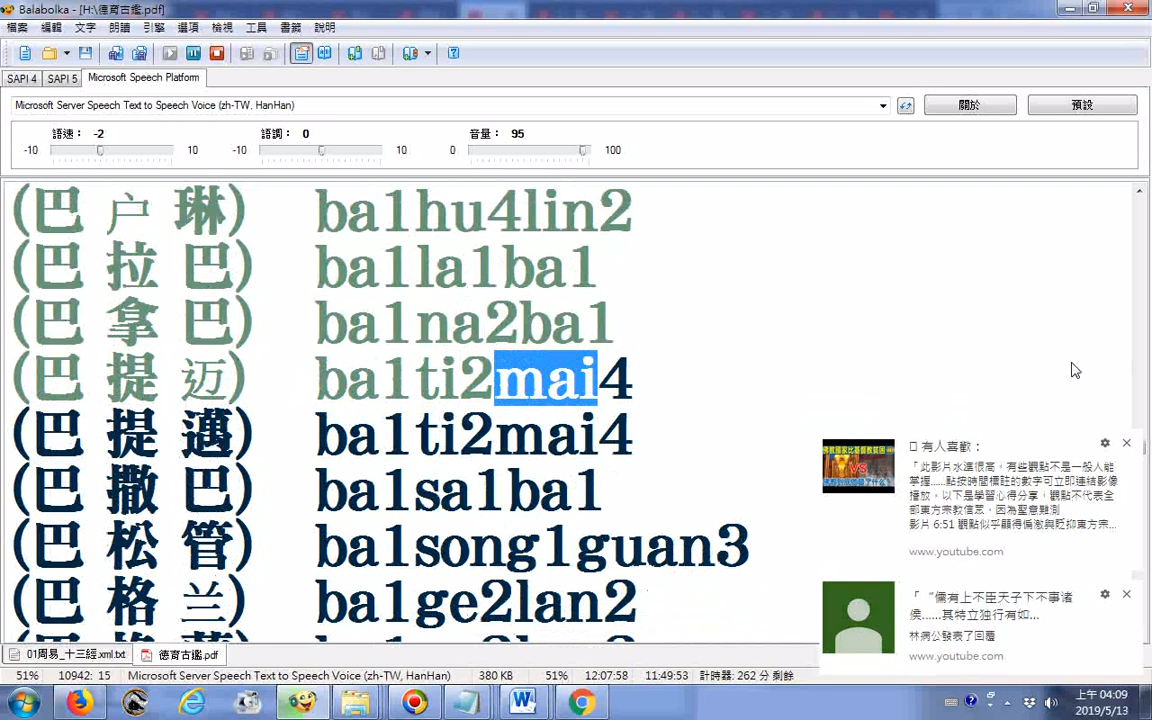 Balabolka - [H:\德育古鑑.pdf]
檔案 編輯 文字 朗讀 引擎 選項 檢視 工具 書籤 說明
SAPI 4 SAPI 5 Microsoft Speech Platform
Microsoft Server Speech Text to Speech Voice (zh-TW, HanHan) 關於 預設
語速： -2 語調： 0 音量： 95
-10 10 -10 10 0 100
(巴 户 琳) ba1hu4lin2
(巴 拉 巴) ba1la1ba1
(巴 拿 巴) ba1na2ba1
(巴 提 迈) ba1ti2mai4
(巴 提 邁) ba1ti2mai4
(巴 撒 巴) ba1sa1ba1
(巴 松 管) ba1song1guan3
(巴 格 兰) ba1ge2lan2
有人喜歡：
「此影片水準很高，有些觀點不是一般人能
掌握......點按時間標註的數字可立即連結影像
播放，以下是學習心得分享，觀點不代表全
部東方宗教信眾，因為聖意難測
影片 6:51 觀點似乎顯得偏激與貶抑東方宗...
www.youtube.com
「“儒有上不臣天子下不事诸
侯......其特立独行有如...
林炳公發表了回覆
www.youtube.com
01周易_十三經.xml.txt 德育古鑑.pdf
51% 10942: 15 Microsoft Server Speech Text to Speech Voice (zh-TW, HanHan) 380 KB 51% 12:07:58 11:49:53 計時器: 262 分 剩餘
上午 04:09
2019/5/13